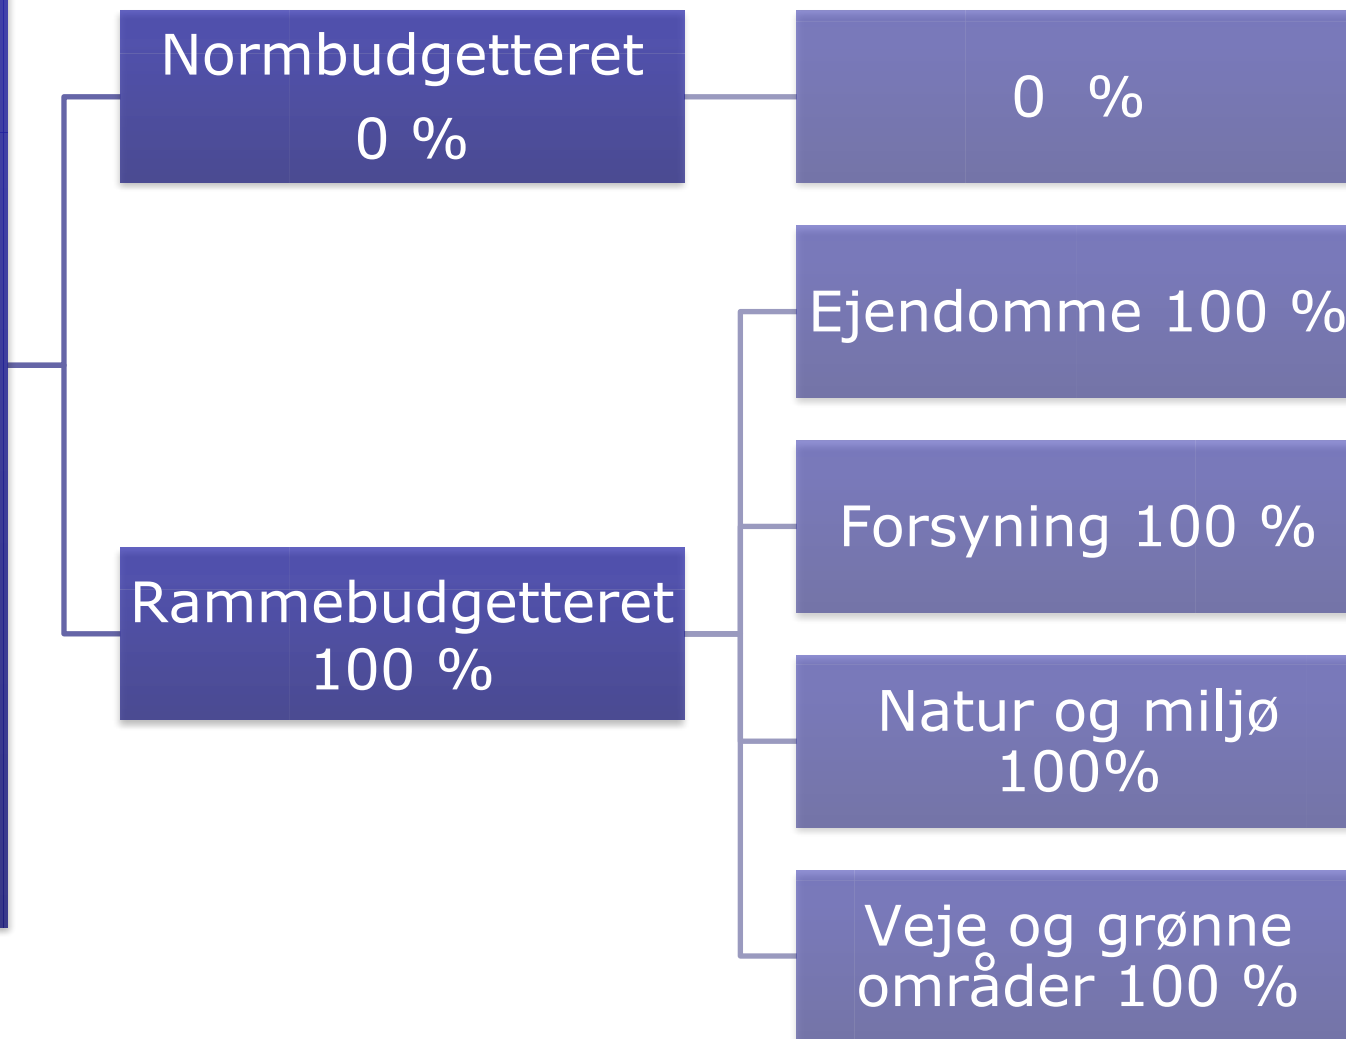 Normbudgetteret
0 %
0 %
Ejendomme 100 %
Forsyning 100 %
Rammebudgetteret
100 %
Natur og miljø
100%
Veje og grønne
områder 100 %